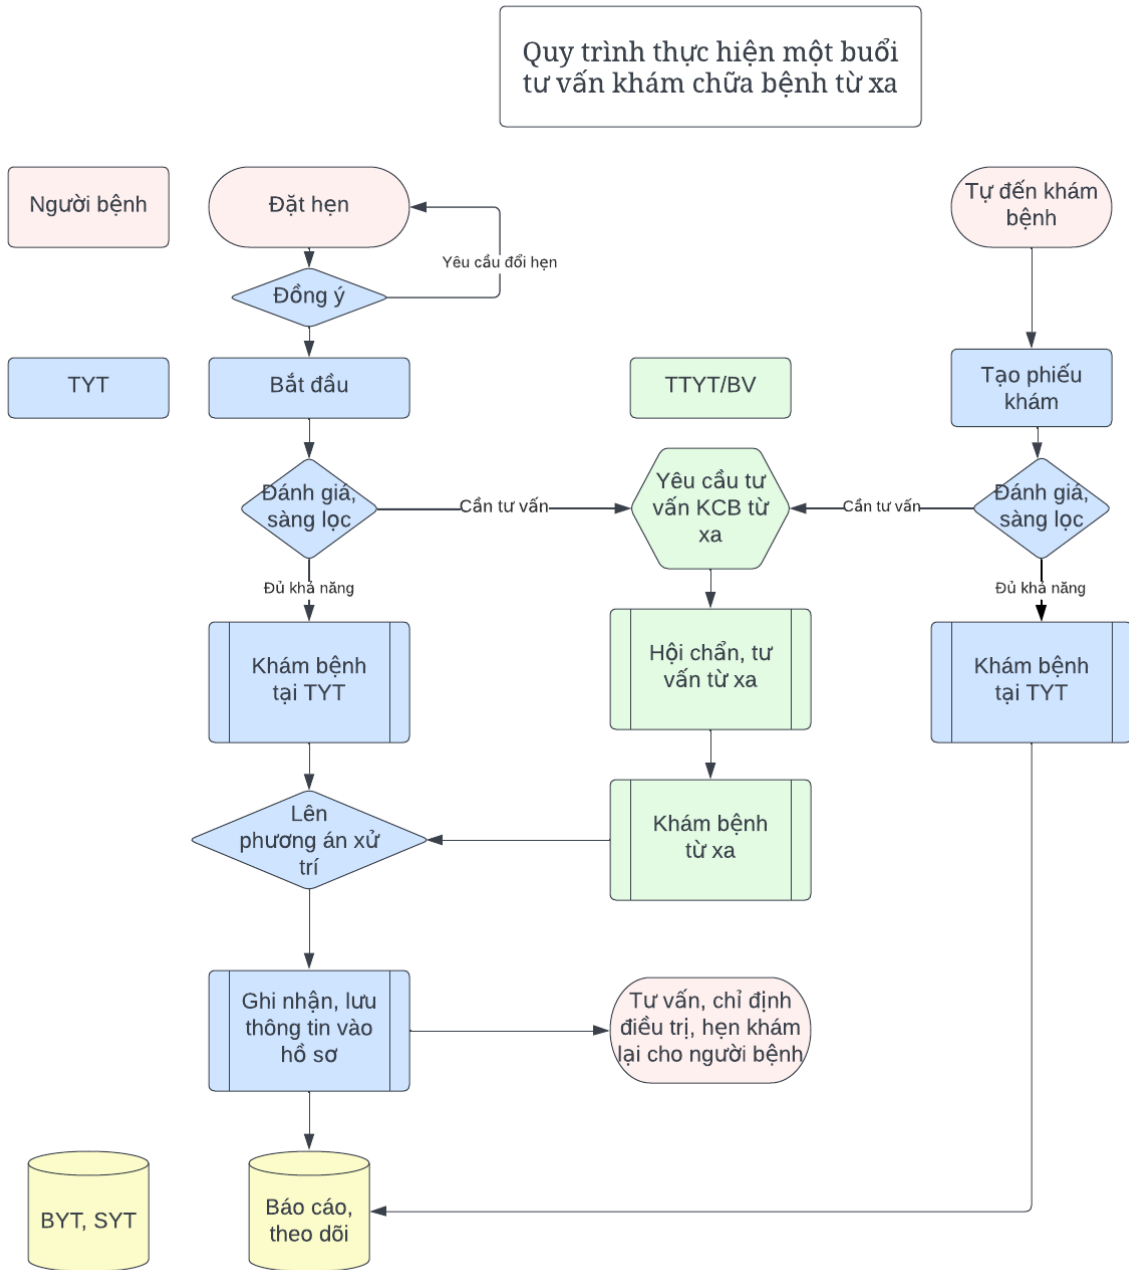 Quy trình thực hiện một buổi
tư vấn khám chữa bệnh từ xa
Người bệnh
Đặt hẹn
Tự đến khám
bệnh
Yêu cầu đổi hẹn
Đồng ý
TYT
Bắt đầu
TTYT/BV
Tạo phiếu
khám
Đánh giá,
sàng lọc
Cần tư vấn
Yêu cầu tư
vấn KCB từ
xa
Cần tư vấn
Đánh giá,
sàng lọc
Đủ khả năng
Đủ khả năng
Khám bệnh
tại TYT
Hội chẩn, tư
vấn từ xa
Khám bệnh
tại TYT
Lên
phương án xử
trí
Khám bệnh
từ xa
Ghi nhận, lưu
thông tin vào
hồ sơ
Tư vấn, chỉ định
điều trị, hẹn khám
lại cho người bệnh
BYT, SYT
Báo cáo,
theo dõi